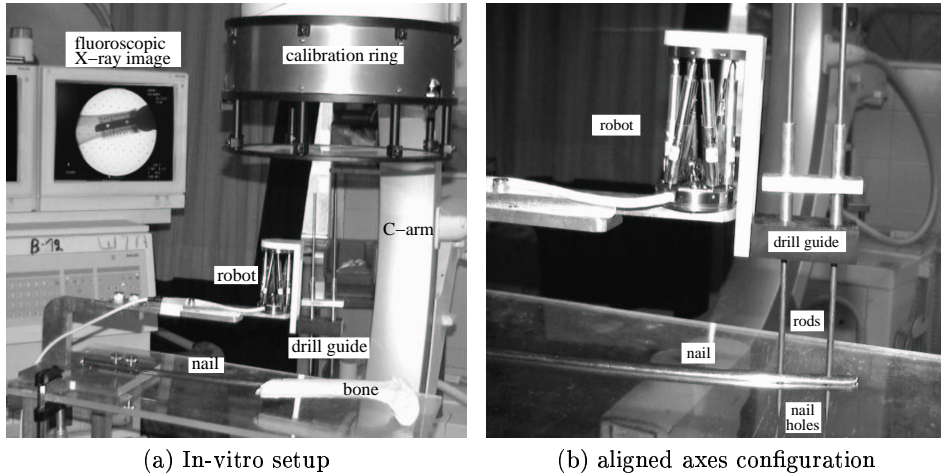 fluoroscopic
X-ray image
calibration ring
C-arm
robot
drill guide
nail
bone
B-12
(a) In-vitro setup
robot
drill guide
rods
nail
nail
holes
(b) aligned axes configuration